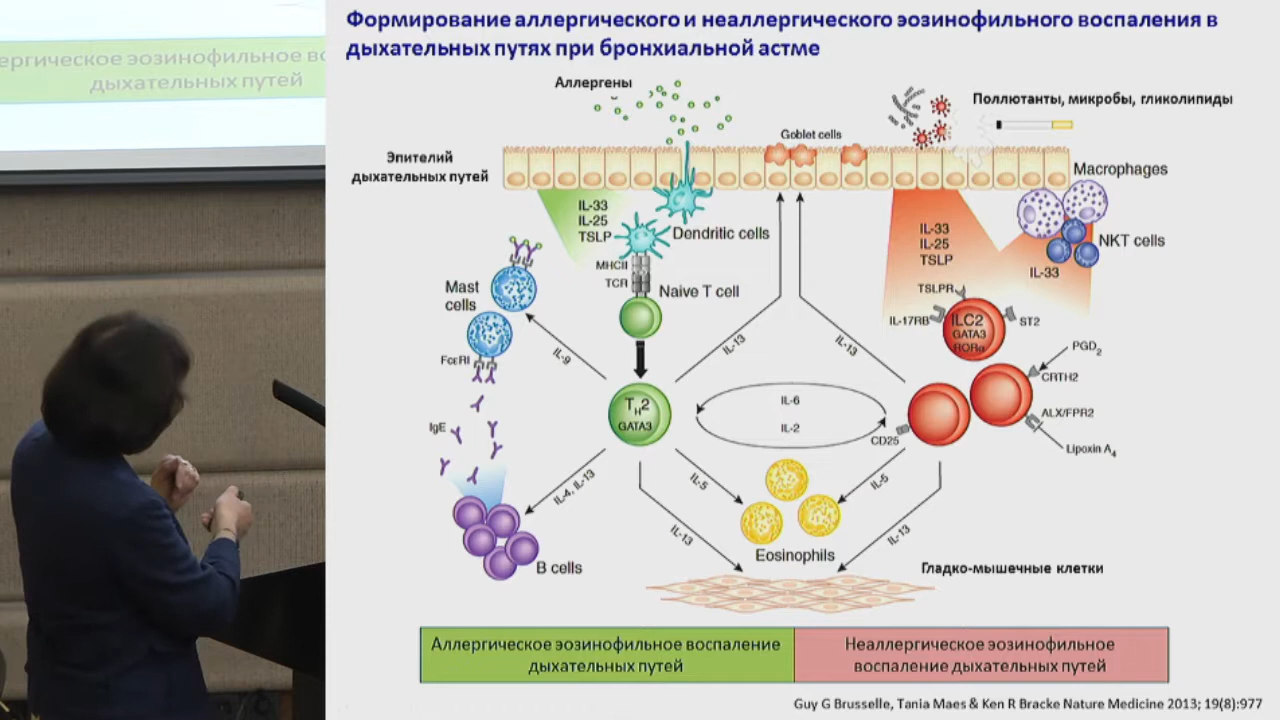 ергическое эозинофильное во
дыхательных путей
Формирование аллергического и неаллергического эозинофильного воспаления в
дыхательных путях при бронхиальной астме
Аллергены
Поллютанты, микробы, гликолипиды
Goblet cells
Эпителий
дыхательных путей
Macrophages
IL-33
IL-25
TSLP
Dendritic cells
IL-33
IL-25
TSLP
NKT cells
IL-33
MHCII
TCR
Naive T cell
Mast
cells
TSLPR
IL-17RB
ILC2
GATA3
RORα
ST2
FcεRI
IL-9
IL-13
IL-13
PGD2
CRTH2
TH2
GATA3
IL-6
IL-2
CD25
ALX/FPR2
Lipoxin A4
IgE
IL-4, IL-13
IL-5
IL-5
IL-13
IL-13
Eosinophils
B cells
Гладко-мышечные клетки
Аллергическое эозинофильное воспаление
дыхательных путей
Неаллергическое эозинофильное
воспаление дыхательных путей
Guy G Brusselle, Tania Maes & Ken R Bracke Nature Medicine 2013; 19(8):977